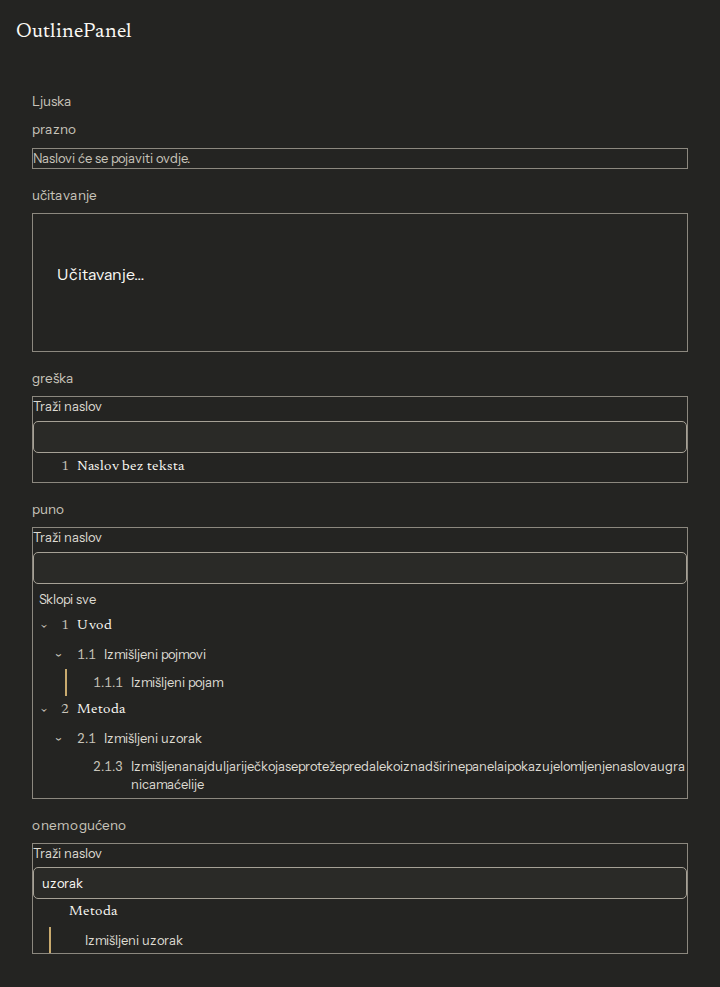 OutlinePanel
Ljuska
prazno
Naslovi će se pojaviti ovdje.
učitavanje
Učitavanje...
greška
Traži naslov
1 Naslov bez teksta
puno
Traži naslov
Sklopi sve
1 Uvod
1.1 Izmišljeni pojmovi
1.1.1 Izmišljeni pojam
2 Metoda
2.1 Izmišljeni uzorak
2.1.3 Izmišljenanajduljariječkojaseprotežepredalekoiznadširinepanelaipokazujelomljenjenaslovaugra
nicamaćelije
onemogućeno
Traži naslov
uzorak
Metoda
Izmišljeni uzorak